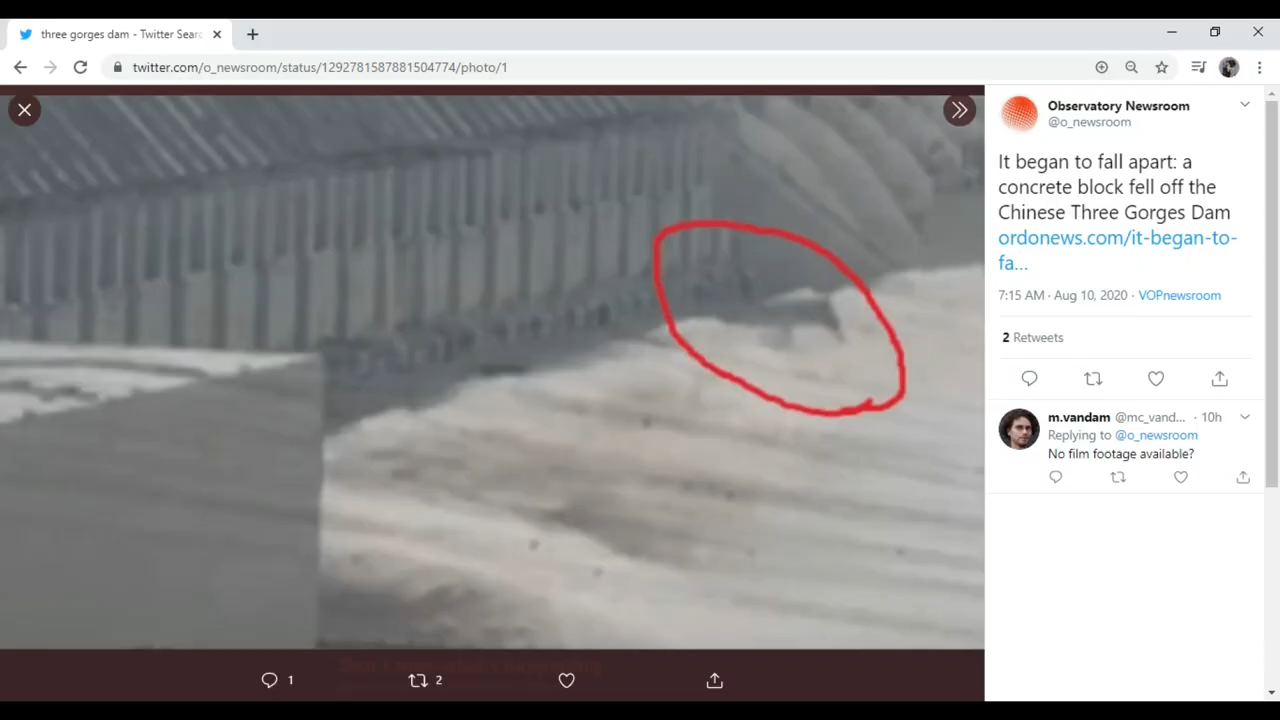 three gorges dam - Twitter Sear
twitter.com/o_newsroom/status/1292781587881504774/photo/1
Observatory Newsroom
@o_newsroom
It began to fall apart: a
concrete block fell off the
Chinese Three Gorges Dam
ordonews.com/it-began-to-
fa...
7:15 AM · Aug 10, 2020 · VOPnewsroom
2 Retweets
m.vandam @mc_vand... · 10h
Replying to @o_newsroom
No film footage available?
1
2